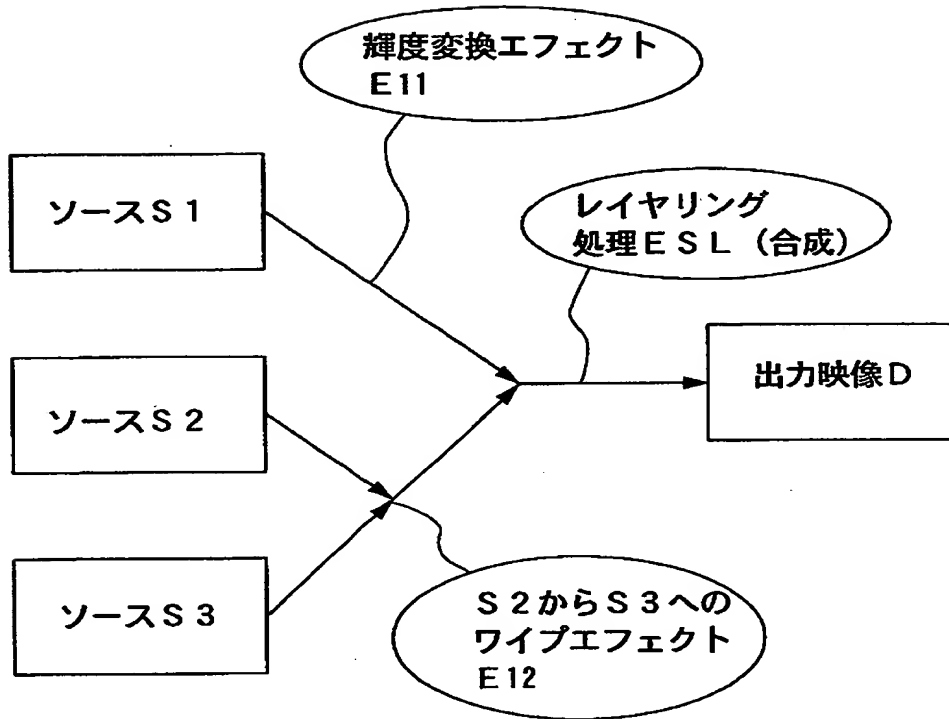 輝度変換エフェクト
E11
ソースS1
レイヤリング
処理ESL(合成)
出力映像D
ソースS2
ソースS3
S2からS3への
ワイプエフェクト
E12